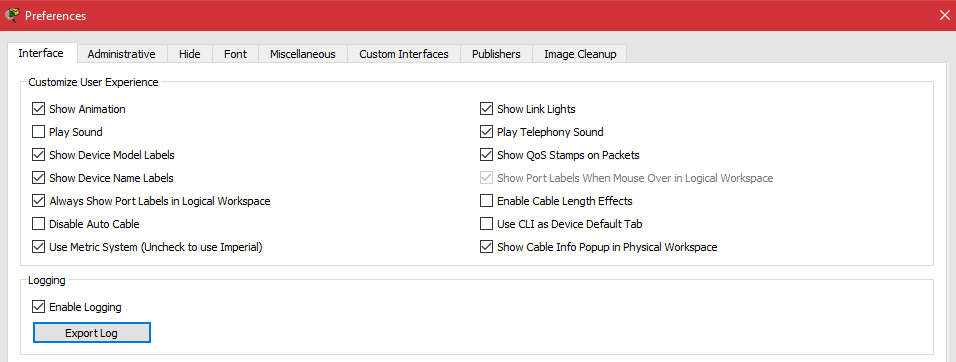 Preferences
Interface Administrative Hide Font Miscellaneous Custom Interfaces Publishers Image Cleanup
Customize User Experience
Show Animation
Show Link Lights
Play Sound
Play Telephony Sound
Show Device Model Labels
Show QoS Stamps on Packets
Show Device Name Labels
Show Port Labels When Mouse Over in Logical Workspace
Always Show Port Labels in Logical Workspace
Enable Cable Length Effects
Disable Auto Cable
Use CLI as Device Default Tab
Use Metric System (Uncheck to use Imperial)
Show Cable Info Popup in Physical Workspace
Logging
Enable Logging
Export Log